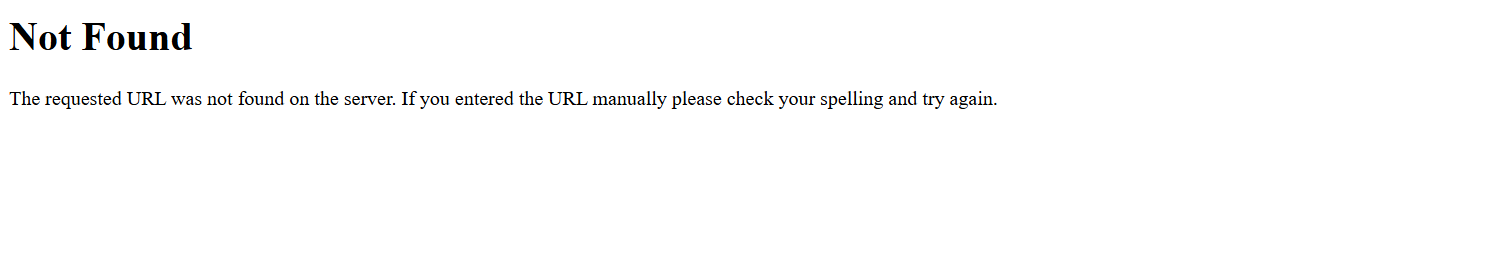 Not Found
The requested URL was not found on the server. If you entered the URL manually please check your spelling and try again.